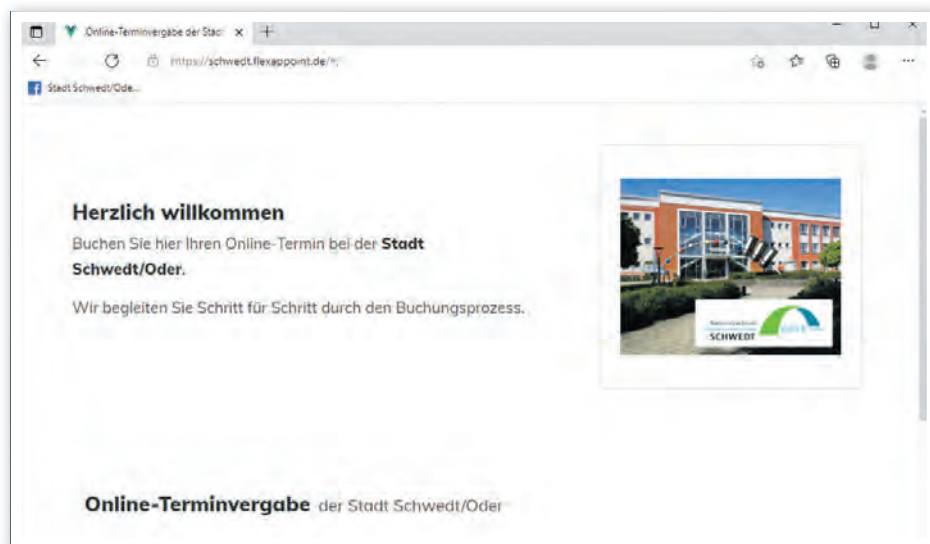 Online-Terminvergabe der Stad
https://schwedt.flexappoint.de/
Stadt Schwedt/Ode...
Herzlich willkommen
Buchen Sie hier Ihren Online-Termin bei der Stadt
Schwedt/Oder.
Wir begleiten Sie Schritt für Schritt durch den Buchungsprozess.
SCHWEDT
Online-Terminvergabe der Stadt Schwedt/Oder